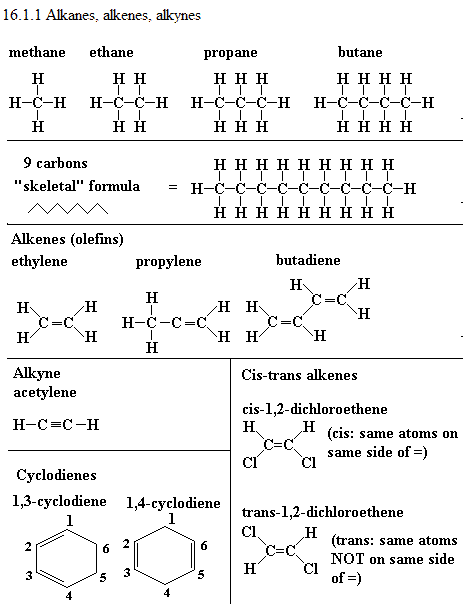 16.1.1 Alkanes, alkenes, alkynes
methane ethane propane butane
H H H H H H H H H H
H-C-H H-C-C-H H-C-C-C-H H-C-C-C-C-H
H H H H H H H H H H
9 carbons
"skeletal" formula =
H H H H H H H H H
H-C-C-C-C-C-C-C-C-C-H
H H H H H H H H H
Alkenes (olefins)
ethylene propylene butadiene
H H
C=C
H H
H
H-C-C=C
H
H
H
H H
C=C
H
H
C=C
H H
Alkyne
acetylene
H-C≡C-H
Cyclodienes
1,3-cyclodiene 1,4-cyclodiene
1
2 6
3 5
4
1
2 6
3 5
4
Cis-trans alkenes
cis-1,2-dichloroethene
H H
C=C
Cl Cl
(cis: same atoms on
same side of =)
trans-1,2-dichloroethene
Cl H
C=C
H Cl
(trans: same atoms
NOT on same side
of =)